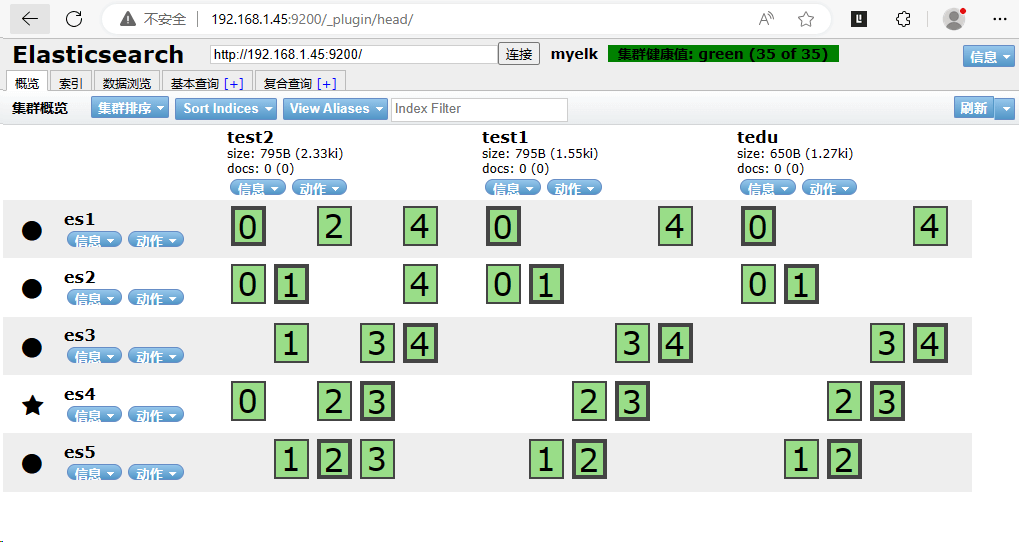 不安全 192.168.1.45:9200/_plugin/head/
Elasticsearch http://192.168.1.45:9200/ 连接 myelk 集群健康值: green (35 of 35) 信息
概览 索引 数据浏览 基本查询 [+] 复合查询 [+]
集群概览 集群排序 Sort Indices View Aliases Index Filter 刷新
test2 test1 tedu
size: 795B (2.33ki) size: 795B (1.55ki) size: 650B (1.27ki)
docs: 0 (0) docs: 0 (0) docs: 0 (0)
信息 动作 信息 动作 信息 动作
es1 0 2 4 0 4 0 4
信息 动作
es2 0 1 4 0 1 0 1
信息 动作
es3 1 3 4 3 4 3 4
信息 动作
es4 0 2 3 2 3 2 3
信息 动作
es5 1 2 3 1 2 1 2
信息 动作